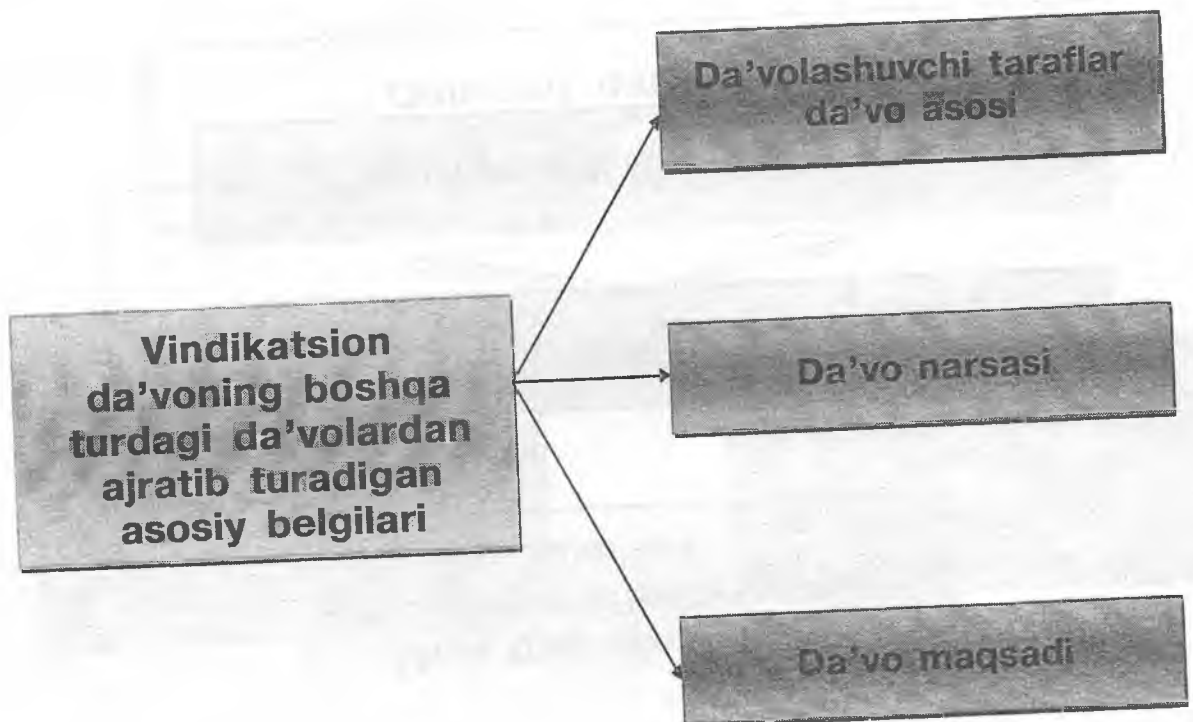 Da'volashuvchi taraflar
da'vo asosi
Vindikatsion
da'voning boshqa
turdagi da'volardan
ajratib turadigan
asosiy belgilari
Da'vo narsasi
Da'vo maqsadi